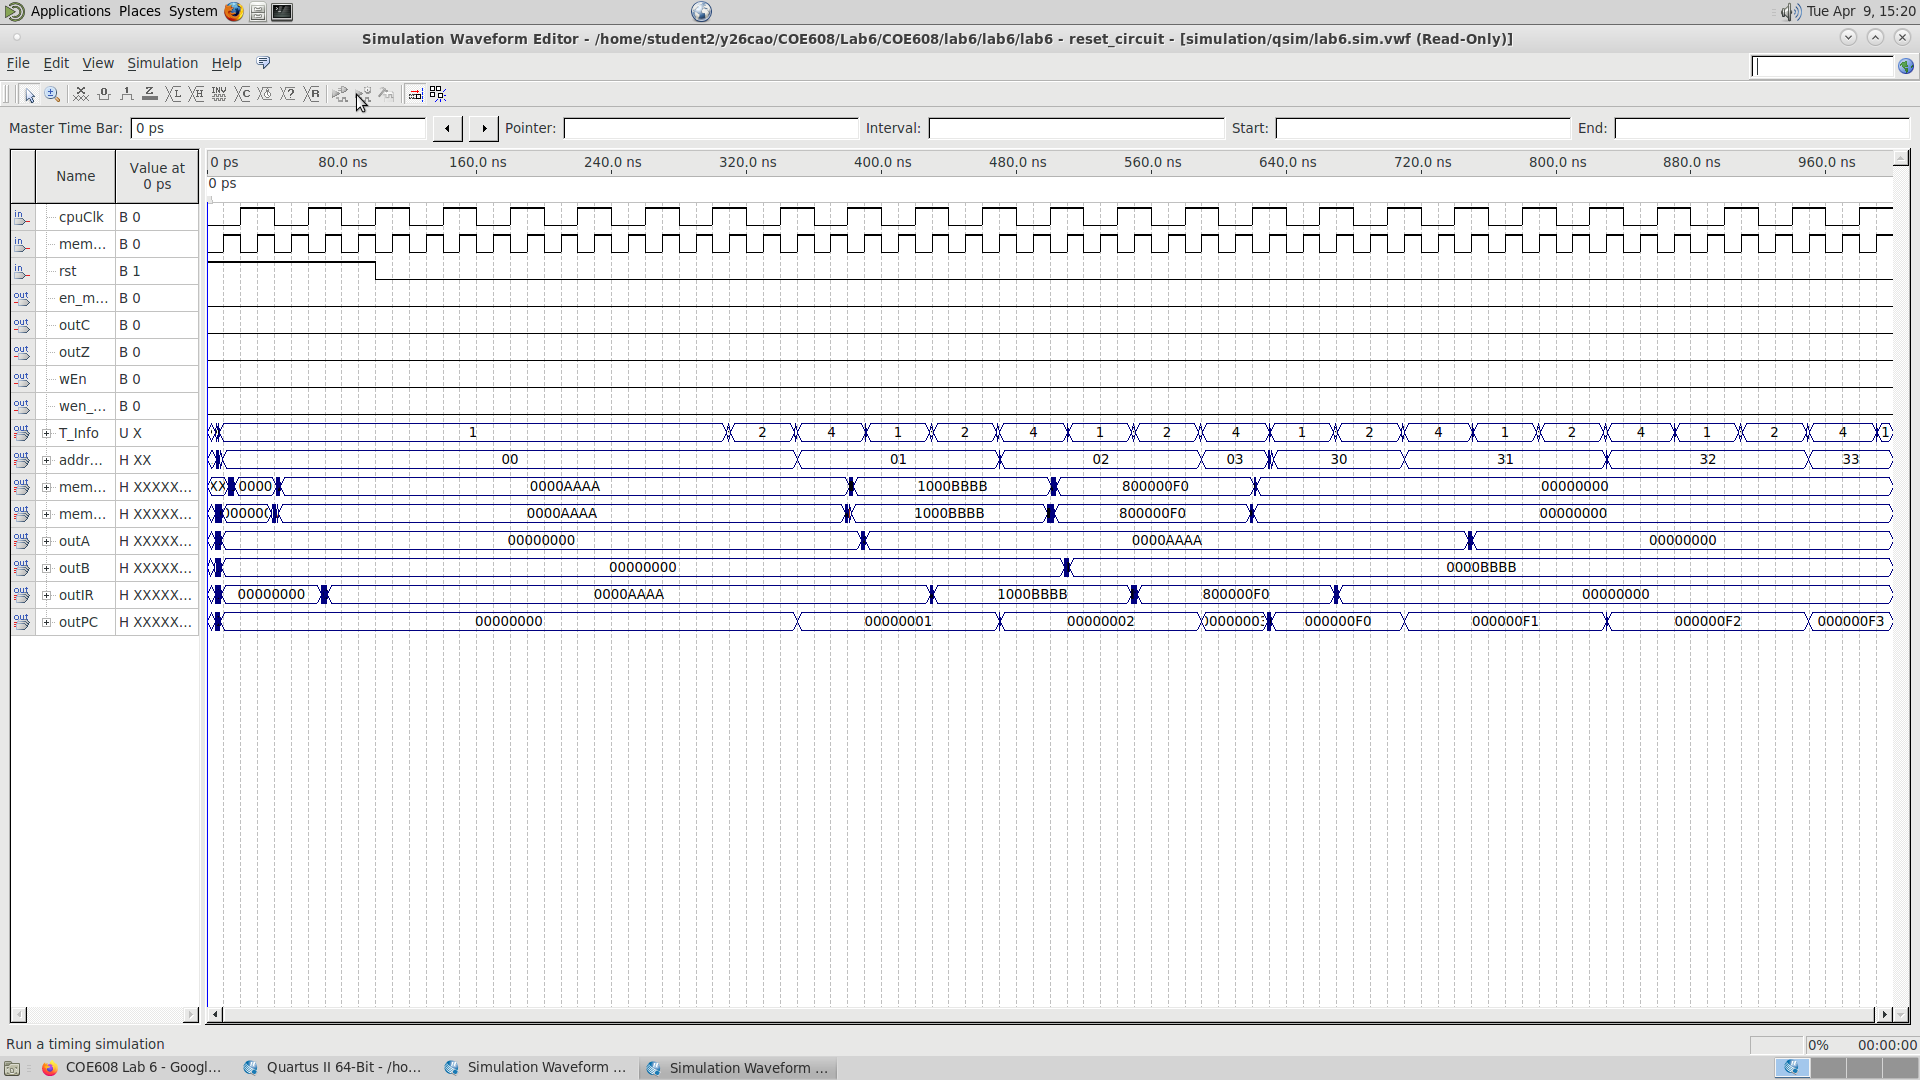 Applications Places System Tue Apr 9, 15:20
Simulation Waveform Editor - /home/student2/y26cao/COE608/Lab6/COE608/lab6/lab6/lab6 - reset_circuit - [simulation/qsim/lab6.sim.vwf (Read-Only)]
File Edit View Simulation Help
Master Time Bar: 0 ps Pointer: Interval: Start: End:
Name Value at 0 ps 0 ps 80.0 ns 160.0 ns 240.0 ns 320.0 ns 400.0 ns 480.0 ns 560.0 ns 640.0 ns 720.0 ns 800.0 ns 880.0 ns 960.0 ns
0 ps
cpuClk B 0
mem... B 0
rst B 1
en_m... B 0
outC B 0
outZ B 0
wEn B 0
wen_... B 0
T_Info U X 1 2 4 1 2 4 1 2 4 1 2 4 1 2 4 1 2 4 1
addr... H XX 00 01 02 03 30 31 32 33
mem... H XXXXX... XX 0000 0000AAAA 1000BBBB 800000F0 00000000
mem... H XXXXX... 00000 0000AAAA 1000BBBB 800000F0 00000000
outA H XXXXX... 00000000 0000AAAA 00000000
outB H XXXXX... 00000000 0000BBBB
outIR H XXXXX... 00000000 0000AAAA 1000BBBB 800000F0 00000000
outPC H XXXXX... 00000000 00000001 00000002 000000F0 000000F1 000000F2 000000F3
Run a timing simulation 0% 00:00:00
COE608 Lab 6 - Googl... Quartus II 64-Bit - /ho... Simulation Waveform ... Simulation Waveform ...